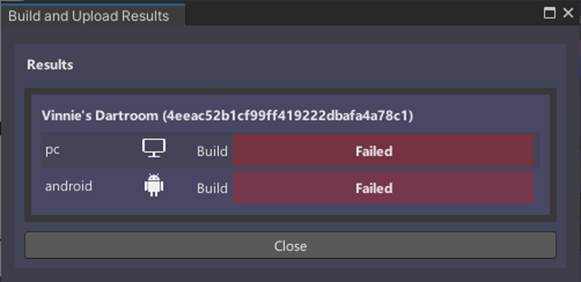 Build and Upload Results
Results
Vinnie's Dartroom (4eeac52b1cf99ff419222dbafa4a78c1)
pc Build Failed
android Build Failed
Close